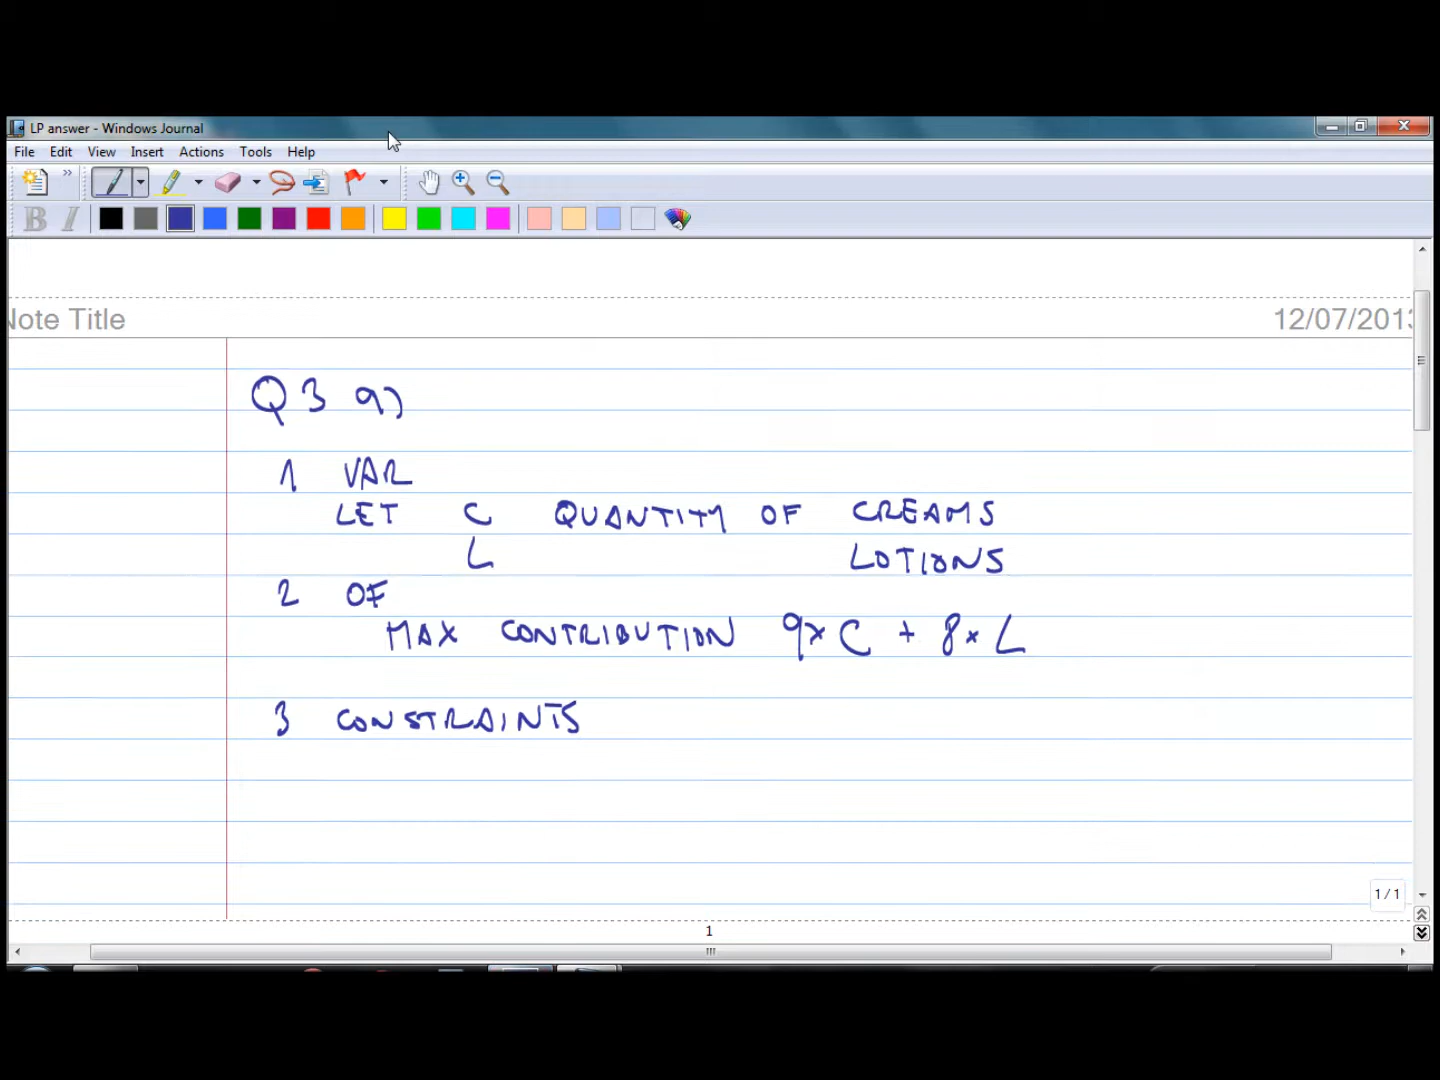 LP answer - Windows Journal
File Edit View Insert Actions Tools Help
B I
Note Title 12/07/2013
Q 3 a)
1 VAR
LET C QUANTITY OF CREAMS
L LOTIONS
2 OF
MAX CONTRIBUTION 9× C + 8× L
3 CONSTRAINTS
1 / 1
1